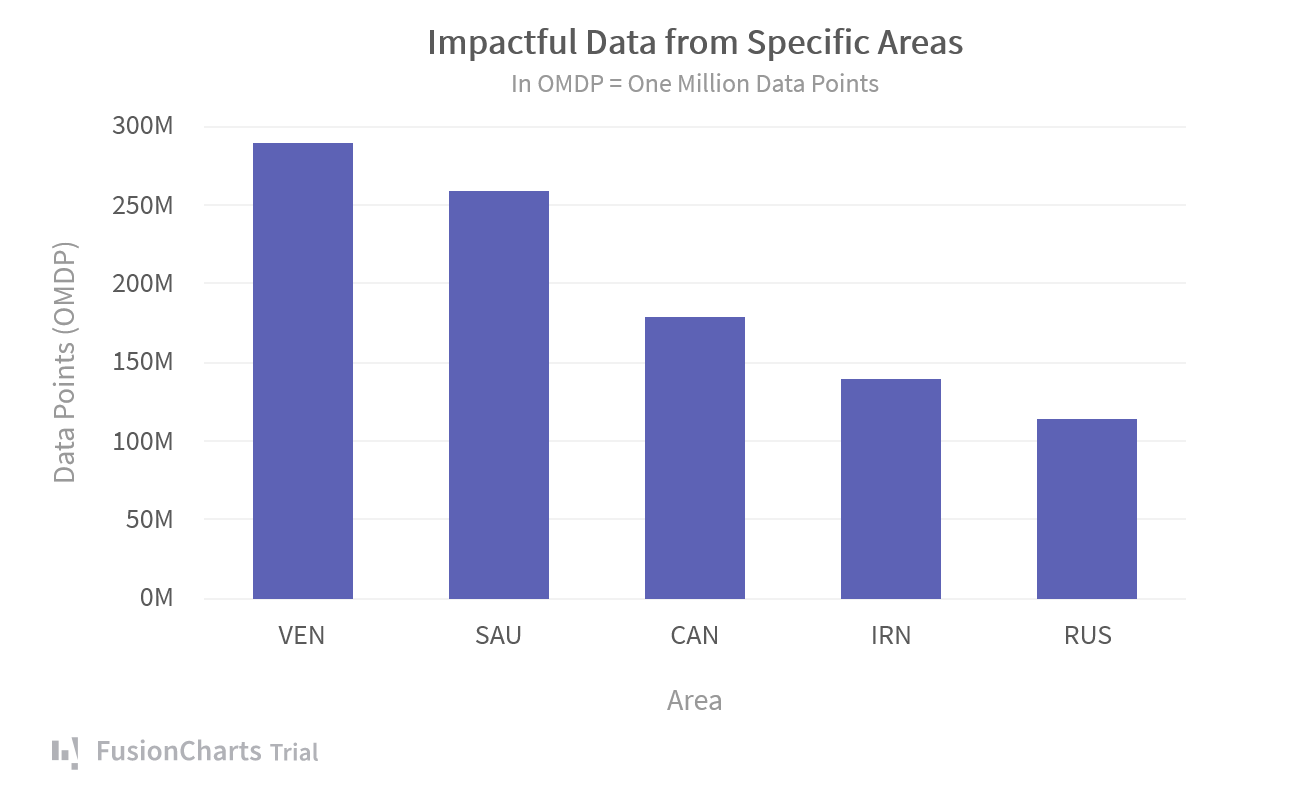 Impactful Data from Specific Areas
In OMDP = One Million Data Points
Data Points (OMDP)
300M
250M
200M
150M
100M
50M
0M
VEN SAU CAN IRN RUS
Area
FusionCharts Trial